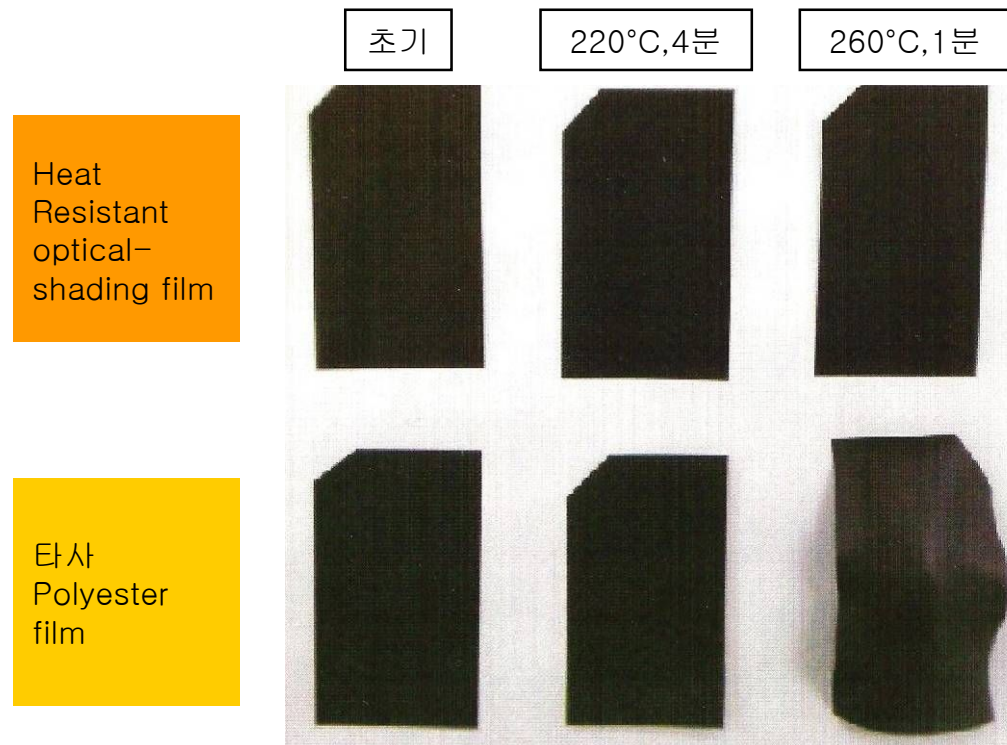 초기
220°C,4분
260°C,1분
Heat
Resistant
optical-
shading film
타사
Polyester
film